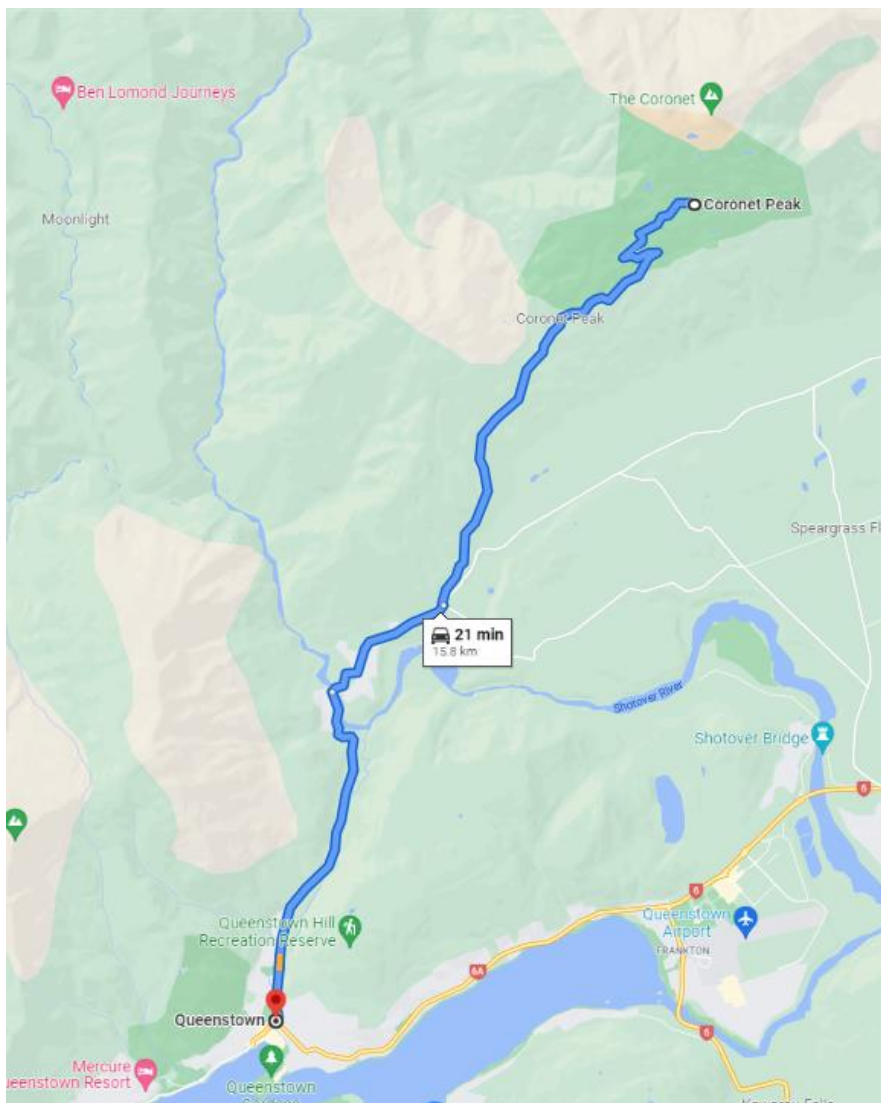 Ben Lomond Journeys
The Coronet
Coronet Peak
Moonlight
Coronet Peak
Speargrass Fl
21 min
15.8 km
Shotover River
Shotover Bridge
6
6
Queenstown Hill
Recreation Reserve
Queenstown
Airport
FRANKTON
6A
Queenstown
6
Mercure
ueenstown Resort
Queenstown